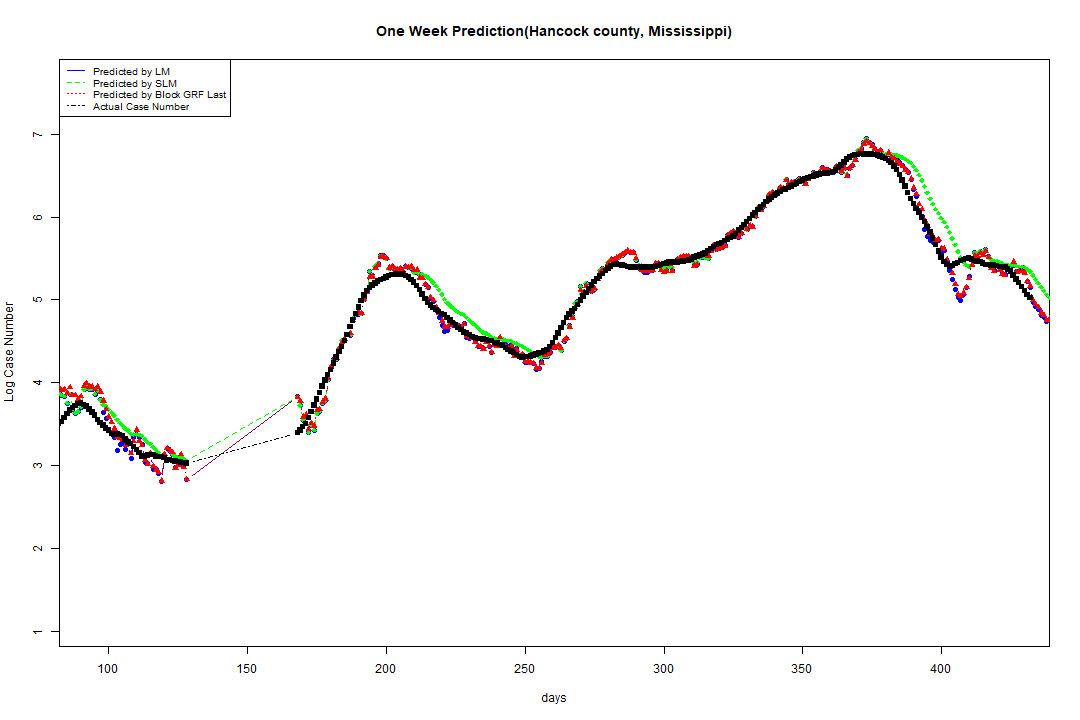 One Week Prediction(Hancock county, Mississippi)
Predicted by LM
Predicted by SLM
Predicted by Block GRF Last
Actual Case Number
7
6
5
4
3
2
1
Log Case Number
100 150 200 250 300 350 400
days